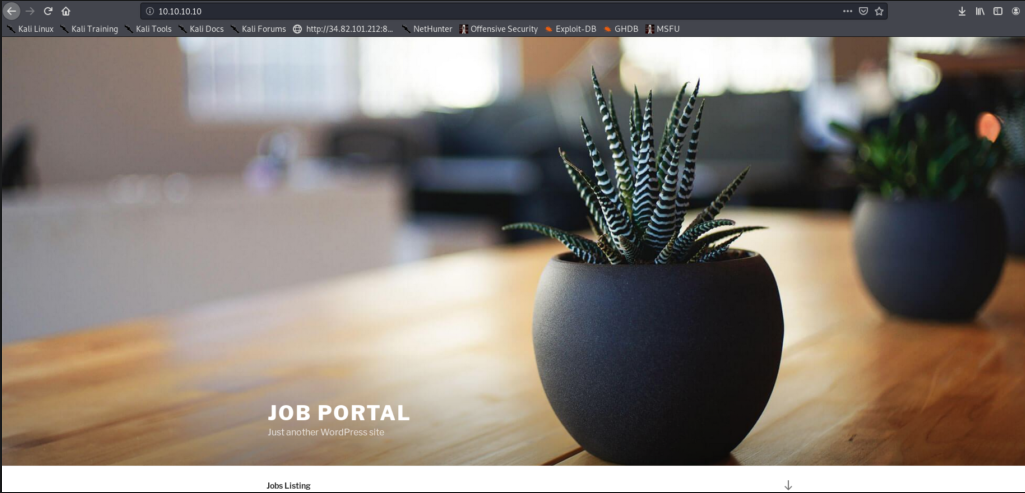 10.10.10.10
Kali Linux Kali Training Kali Tools Kali Docs Kali Forums http://34.82.101.212:8... NetHunter Offensive Security Exploit-DB GHDB MSFU
JOB PORTAL
Just another WordPress site
Jobs Listing